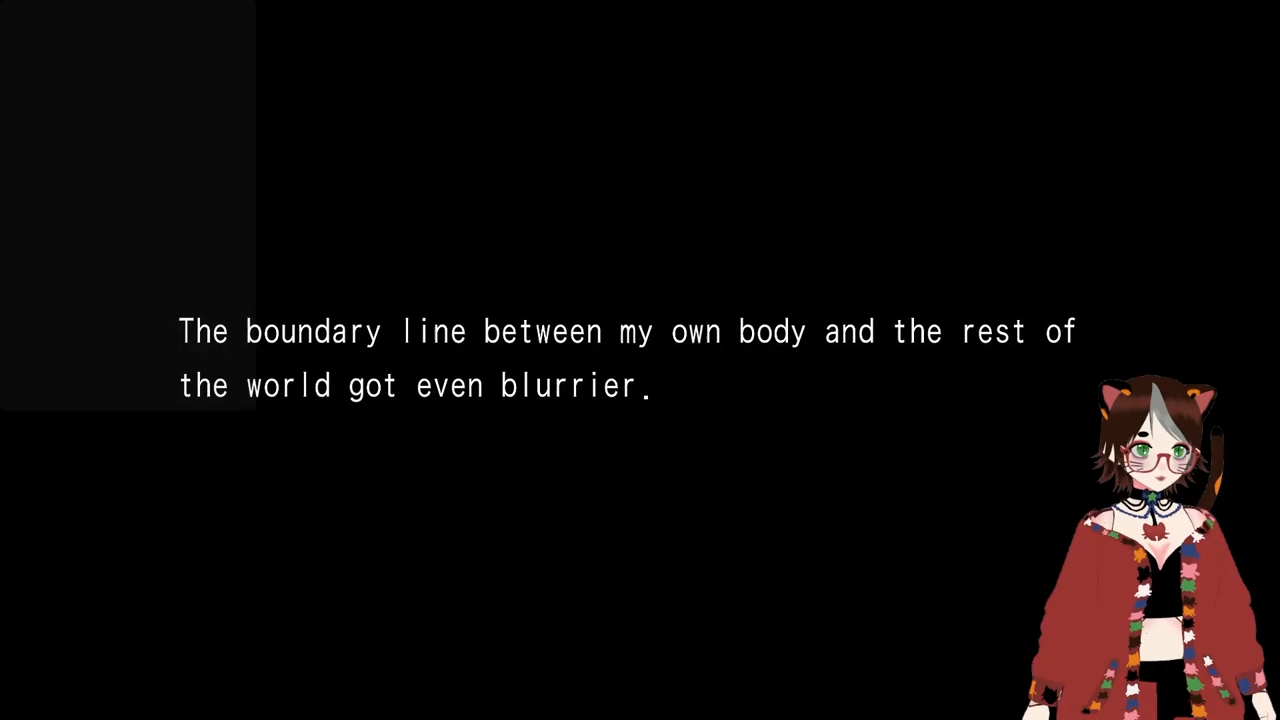 The boundary line between my own body and the rest of
the world got even blurrier.